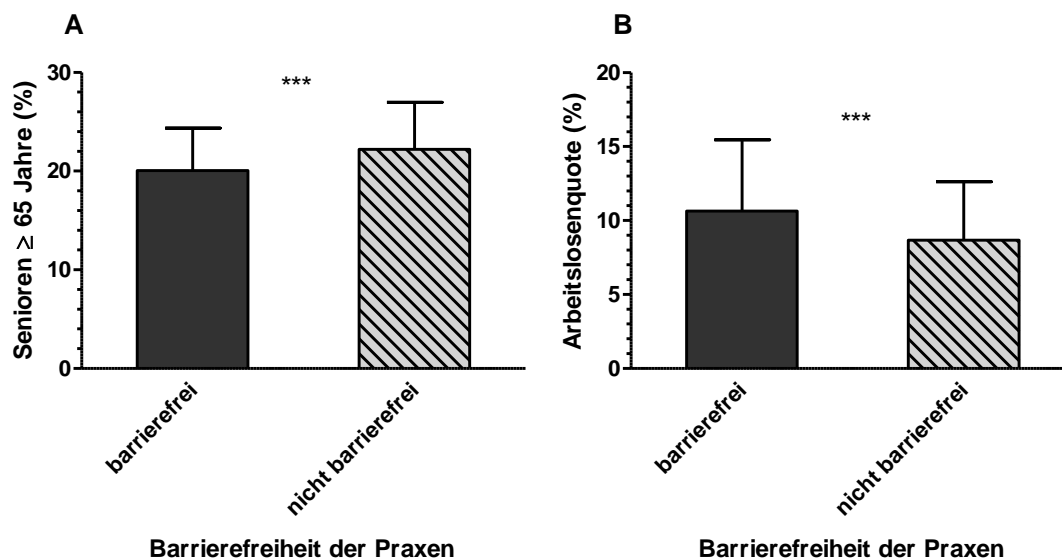 A
Senioren ≥ 65 Jahre (%)
30
20
10
0
***
barrierefrei
nicht barrierefrei
Barrierefreiheit der Praxen
B
Arbeitslosenquote (%)
20
15
10
5
0
***
barrierefrei
nicht barrierefrei
Barrierefreiheit der Praxen